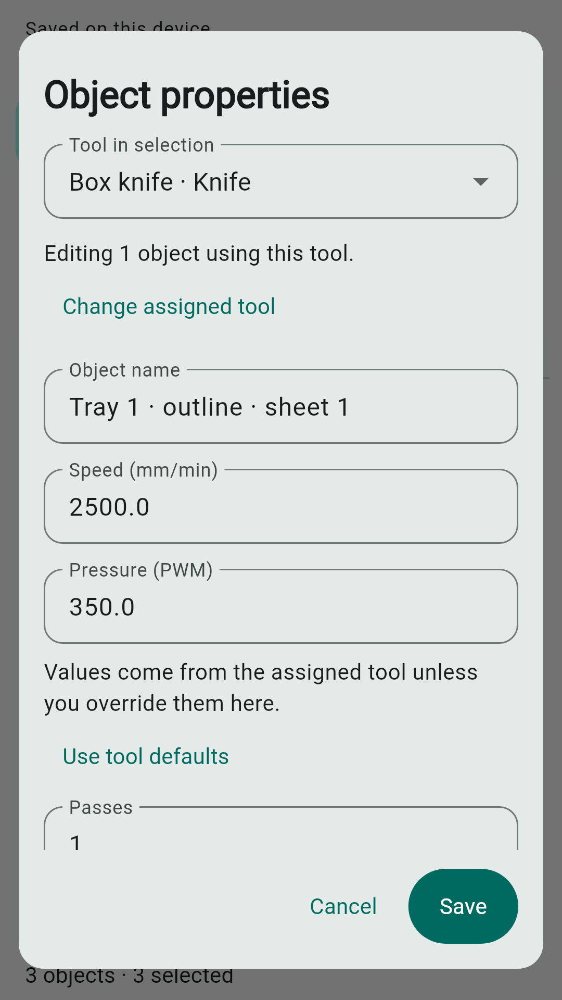 Saved on this device
Object properties
Tool in selection
Box knife · Knife
Editing 1 object using this tool.
Change assigned tool
Object name
Tray 1 · outline · sheet 1
Speed (mm/min)
2500.0
Pressure (PWM)
350.0
Values come from the assigned tool unless
you override them here.
Use tool defaults
Passes
1
Cancel
Save
3 objects · 3 selected